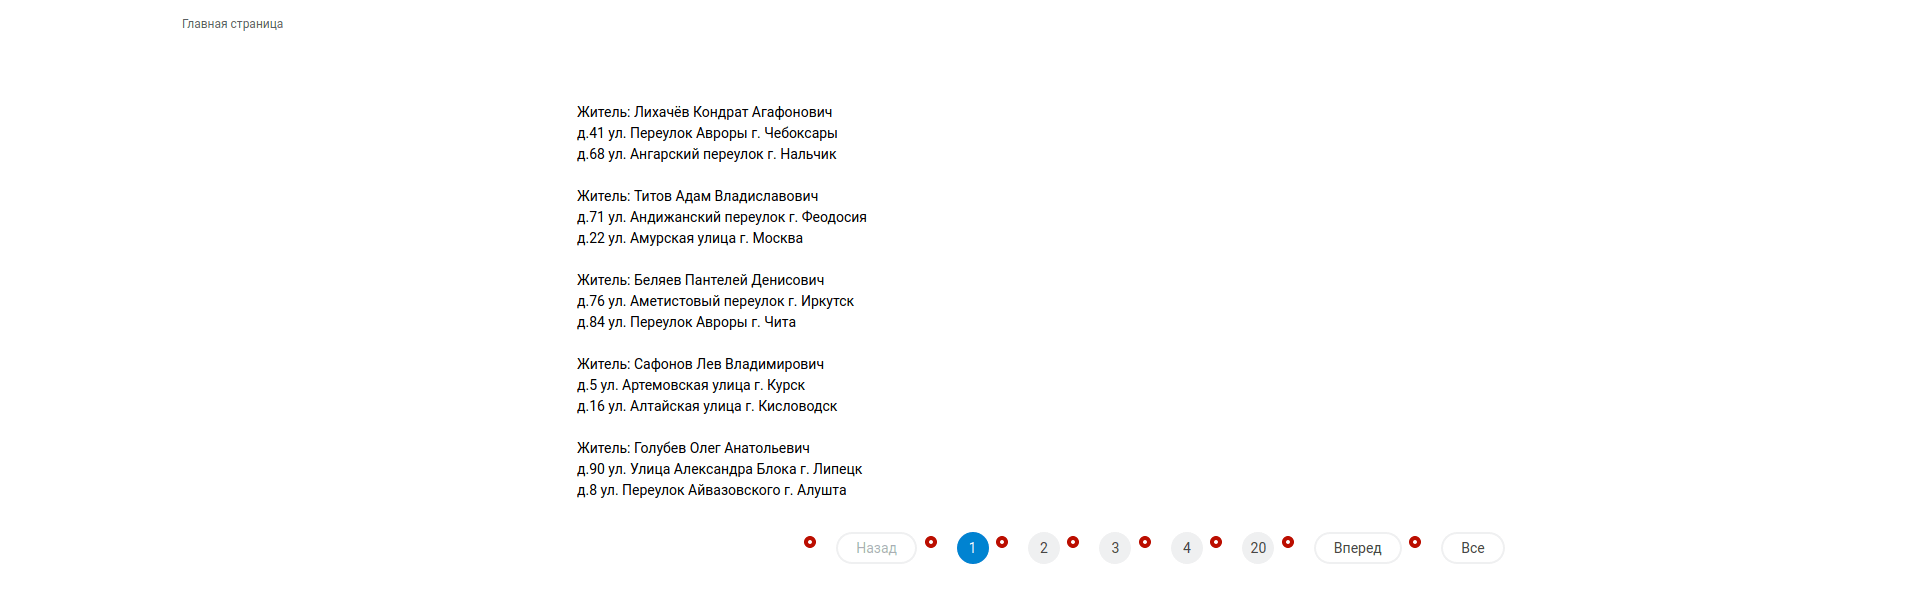 Главная страница
Житель: Лихачёв Кондрат Агафонович
д.41 ул. Переулок Авроры г. Чебоксары
д.68 ул. Ангарский переулок г. Нальчик
Житель: Титов Адам Владиславович
д.71 ул. Андижанский переулок г. Феодосия
д.22 ул. Амурская улица г. Москва
Житель: Беляев Пантелей Денисович
д.76 ул. Аметистовый переулок г. Иркутск
д.84 ул. Переулок Авроры г. Чита
Житель: Сафонов Лев Владимирович
д.5 ул. Артемовская улица г. Курск
д.16 ул. Алтайская улица г. Кисловодск
Житель: Голубев Олег Анатольевич
д.90 ул. Улица Александра Блока г. Липецк
д.8 ул. Переулок Айвазовского г. Алушта
Назад 1 2 3 4 20 Вперед Все